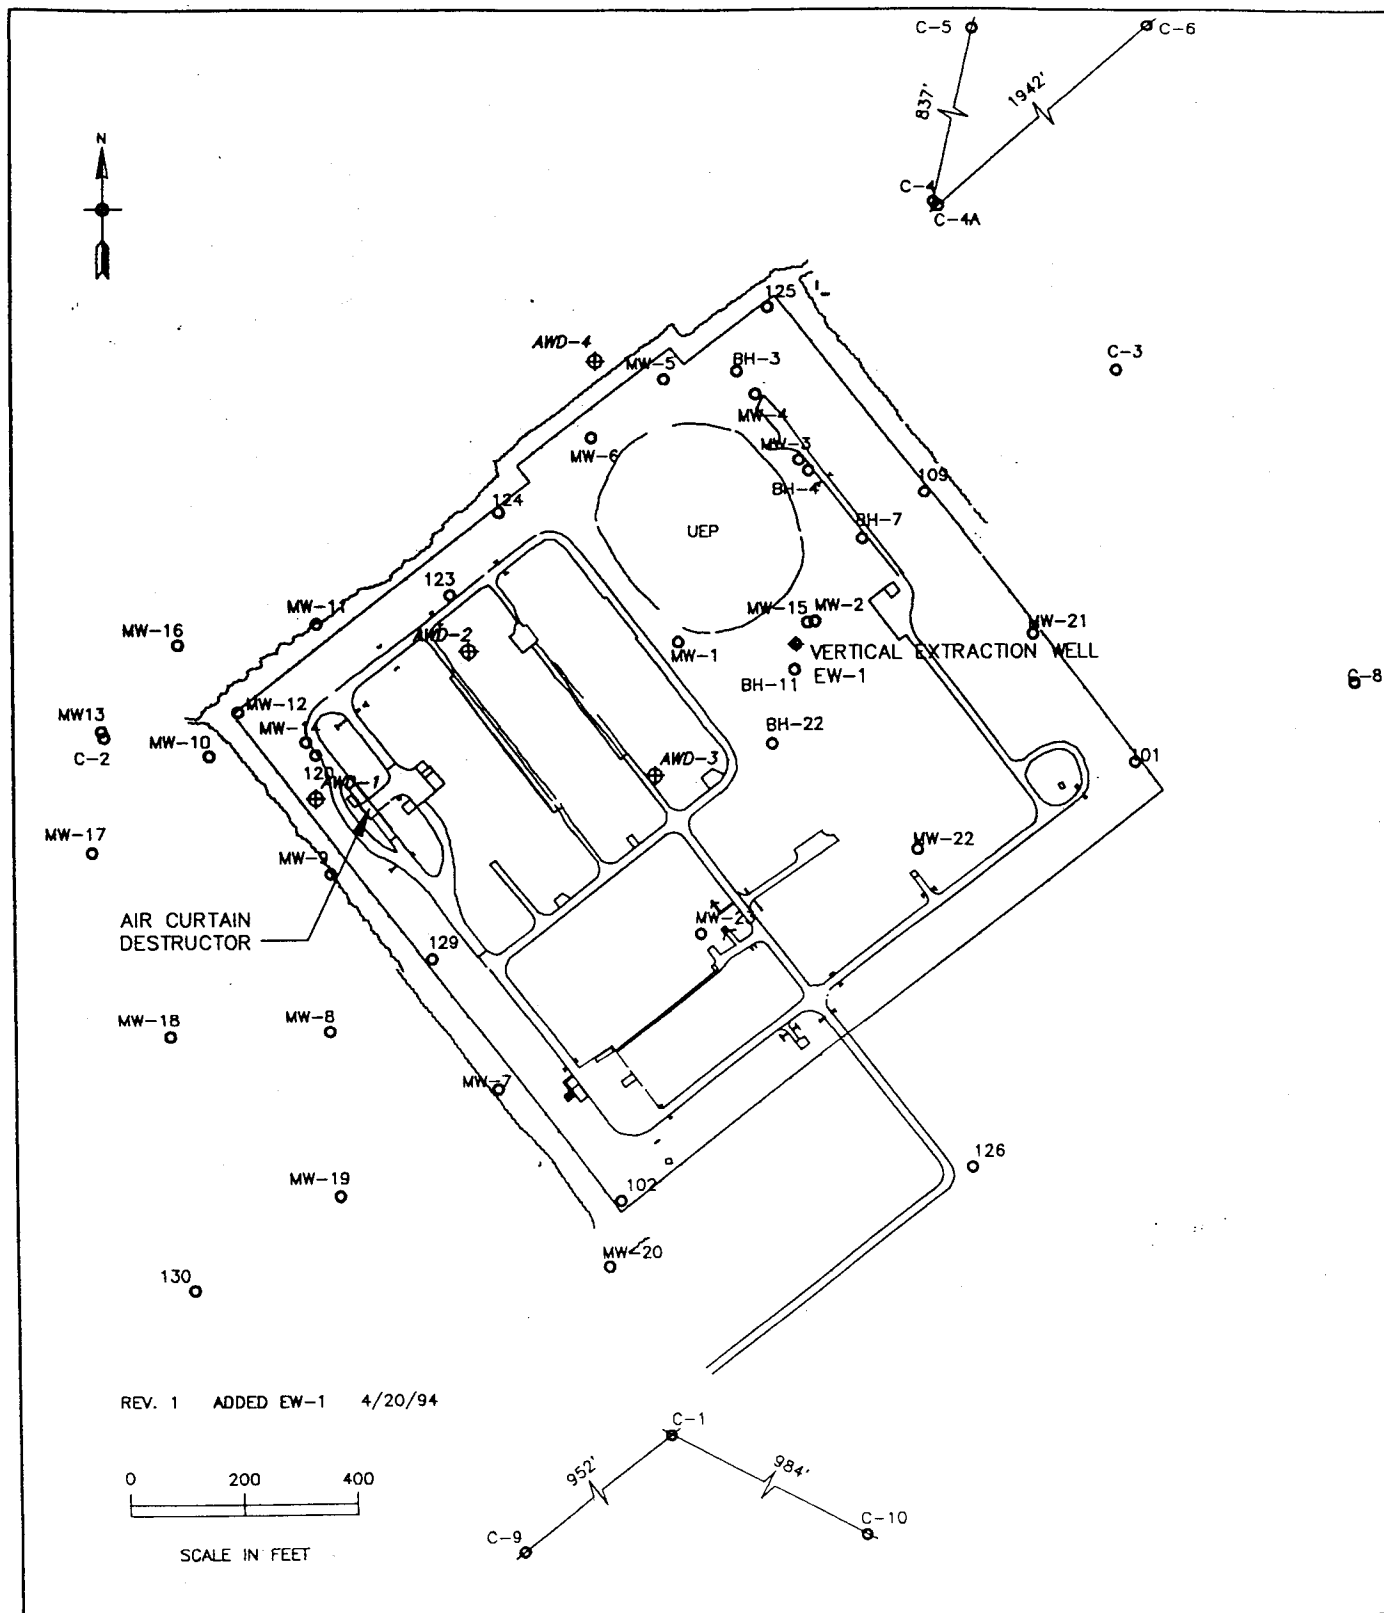 C-5
C-6
837'
1942'
N
C-4
C-4A
125
AWD-4
MW-5
BH-3
C-3
MW-4
MW-6
MW-3
BH-4
109
124
UEP
BH-7
123
MW-11
MW-15
MW-2
MW-21
MW-16
AWD-2
MW-1
VERTICAL EXTRACTION WELL
EW-1
BH-11
C-8
MW-12
MW13
MW-14
BH-22
C-2
MW-10
101
120
AWD-1
AWD-3
MW-17
MW-22
MW-9
AIR CURTAIN
DESTRUCTOR
MW-23
129
MW-18
MW-8
MW-7
126
MW-19
102
MW-20
130
REV. 1 ADDED EW-1 4/20/94
C-1
0 200 400
952'
984'
C-9
C-10
SCALE IN FEET